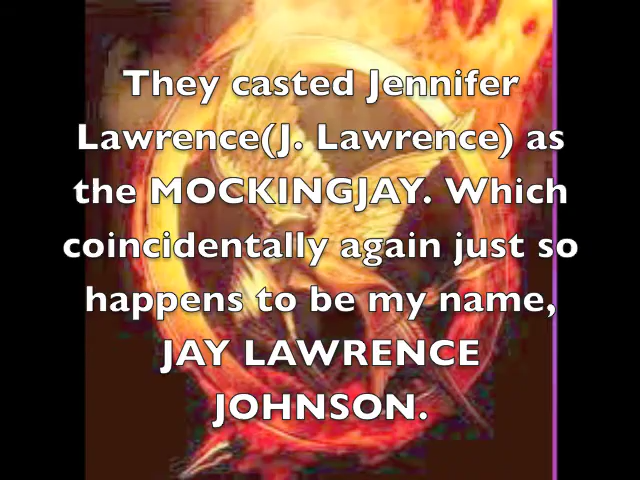 They casted Jennifer
Lawrence(J. Lawrence) as
the MOCKINGJAY. Which
coincidentally again just so
happens to be my name,
JAY LAWRENCE
JOHNSON.